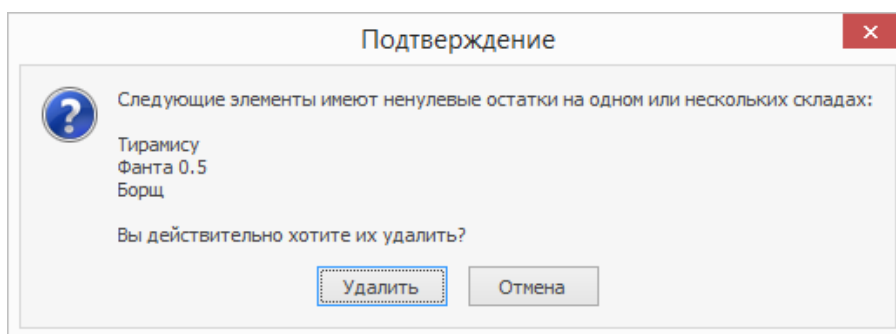 Подтверждение
Следующие элементы имеют ненулевые остатки на одном или нескольких складах:
Тирамису
Фанта 0.5
Борщ
Вы действительно хотите их удалить?
Удалить
Отмена